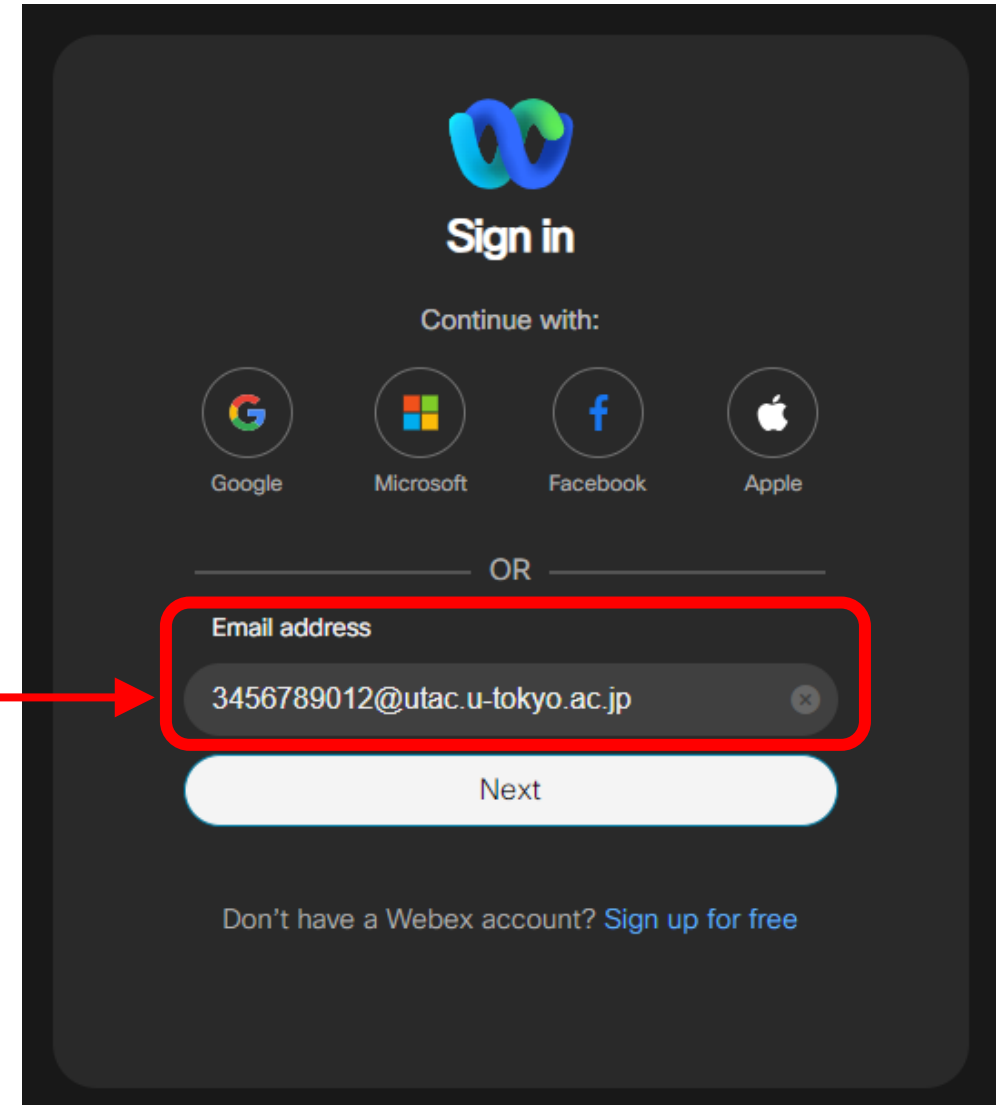 Sign in
Continue with:
Google Microsoft Facebook Apple
OR
Email address
3456789012@utac.u-tokyo.ac.jp
Next
Don't have a Webex account? Sign up for free